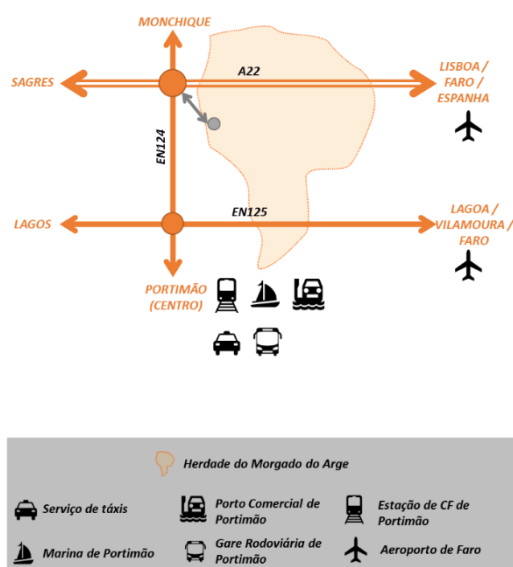 MONCHIQUE
SAGRES
A22
LISBOA /
FARO /
ESPANHA
EN124
LAGOS
EN125
LAGOA /
VILAMOURA /
FARO
PORTIMÃO
(CENTRO)
Herdade do Morgado do Arge
Serviço de táxis
Porto Comercial de
Portimão
Estação de CF de
Portimão
Marina de Portimão
Gare Rodoviária de
Portimão
Aeroporto de Faro